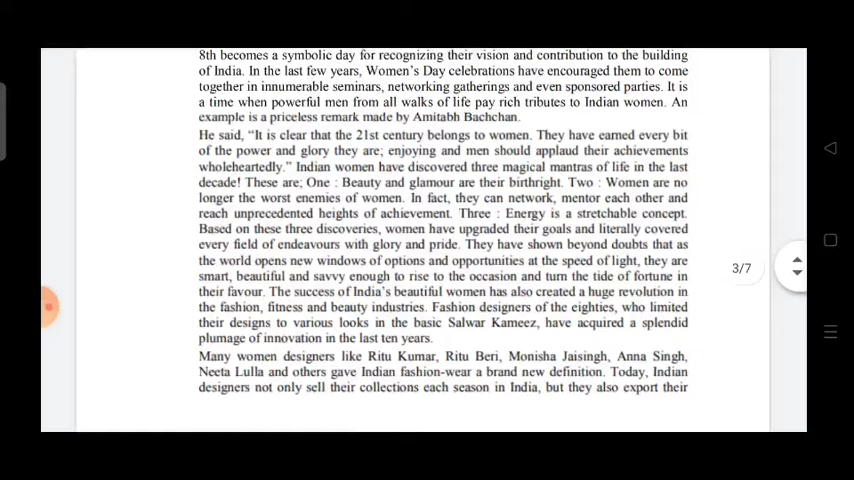 8th becomes a symbolic day for recognizing their vision and contribution to the building
of India. In the last few years, Women's Day celebrations have encouraged them to come
together in innumerable seminars, networking gatherings and even sponsored parties. It is
a time when powerful men from all walks of life pay rich tributes to Indian women. An
example is a priceless remark made by Amitabh Bachchan.
He said, "It is clear that the 21st century belongs to women. They have earned every bit
of the power and glory they are; enjoying and men should applaud their achievements
wholeheartedly." Indian women have discovered three magical mantras of life in the last
decade! These are; One : Beauty and glamour are their birthright. Two : Women are no
longer the worst enemies of women. In fact, they can network, mentor each other and
reach unprecedented heights of achievement. Three : Energy is a stretchable concept.
Based on these three discoveries, women have upgraded their goals and literally covered
every field of endeavours with glory and pride. They have shown beyond doubts that as
the world opens new windows of options and opportunities at the speed of light, they are
smart, beautiful and savvy enough to rise to the occasion and turn the tide of fortune in
their favour. The success of India's beautiful women has also created a huge revolution in
the fashion, fitness and beauty industries. Fashion designers of the eighties, who limited
their designs to various looks in the basic Salwar Kameez, have acquired a splendid
plumage of innovation in the last ten years.
Many women designers like Ritu Kumar, Ritu Beri, Monisha Jaisingh, Anna Singh,
Neeta Lulla and others gave Indian fashion-wear a brand new definition. Today, Indian
designers not only sell their collections each season in India, but they also export their
3/7